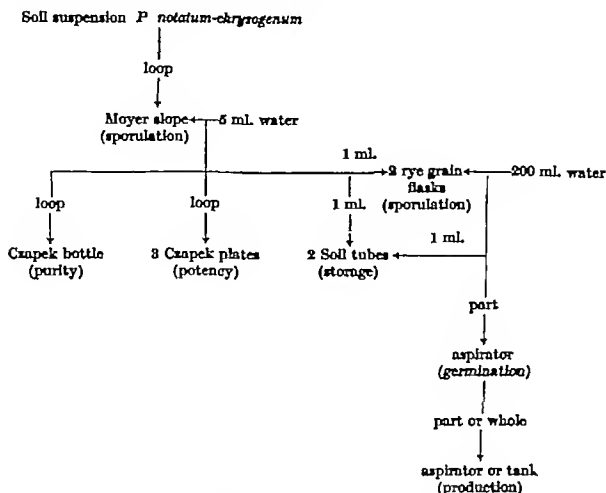 Soil suspension P notatum-chrysogenum
loop
Moyer slope
(sporulation)
5 ml. water
1 ml.
2 rye grain
flasks
(sporulation)
200 ml. water
loop
loop
1 ml.
1 ml.
Czapek bottle
(purity)
3 Czapek plates
(potency)
2 Soil tubes
(storage)
part
aspirator
(germination)
part or whole
aspirator or tank
(production)